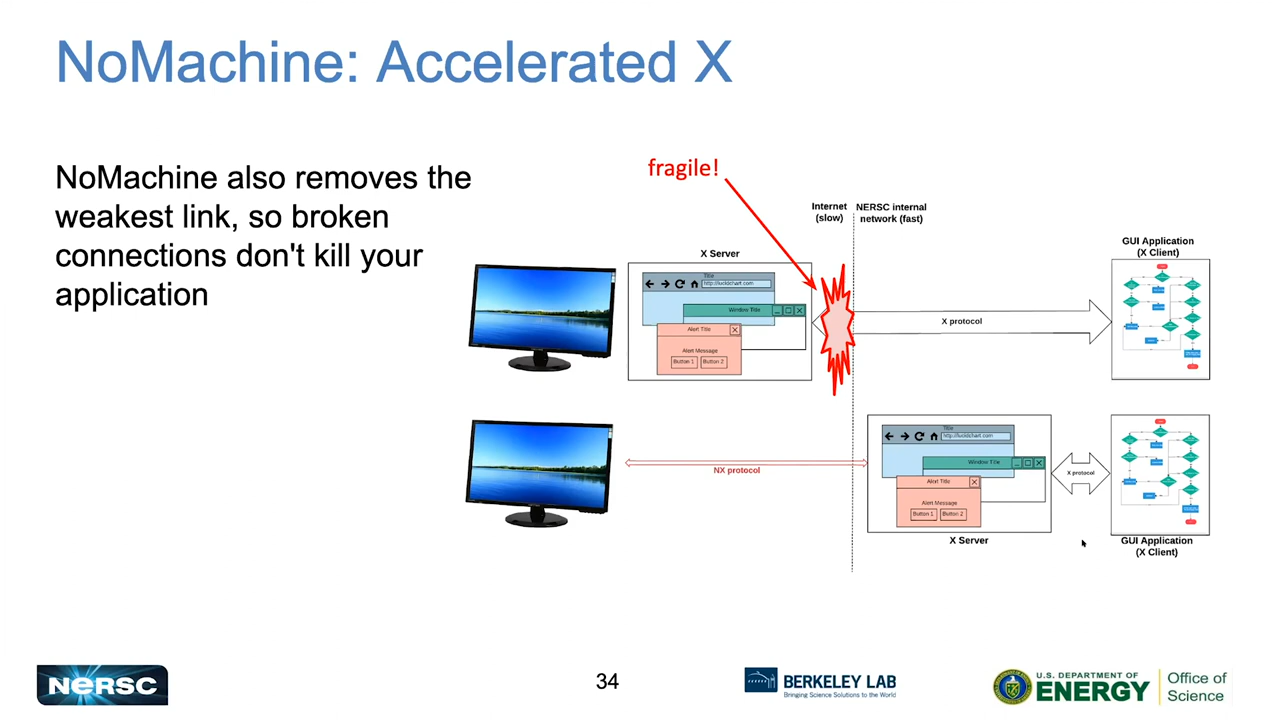 NoMachine: Accelerated X
NoMachine also removes the
weakest link, so broken
connections don't kill your
application
fragile!
Internet
(slow)
NERSC internal
network (fast)
X Server
Title
http://lucidchart.com
Window Title
Alert Title
Alert Message
Button 1
Button 2
X protocol
GUI Application
(X Client)
NX protocol
Title
http://lucidchart.com
Window Title
Alert Title
Alert Message
Button 1
Button 2
X Server
X protocol
GUI Application
(X Client)
NERSC
34
BERKELEY LAB
Bringing Science Solutions to the World
U.S. DEPARTMENT OF
ENERGY
Office of
Science